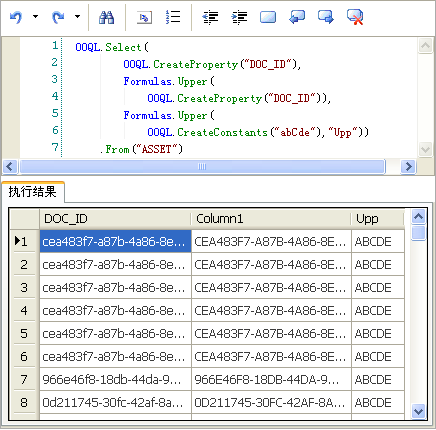 1 OOQL.Select(
2 OOQL.CreateProperty("DOC_ID"),
3 Formulas.Upper(
4 OOQL.CreateProperty("DOC_ID")),
5 Formulas.Upper(
6 OOQL.CreateConstants("abCde"),"Upp"))
7 .From("ASSET")
执行结果
DOC_ID Column1 Upp
1 cea483f7-a87b-4a86-8e... CEA483F7-A87B-4A86-8E... ABCDE
2 cea483f7-a87b-4a86-8e... CEA483F7-A87B-4A86-8E... ABCDE
3 cea483f7-a87b-4a86-8e... CEA483F7-A87B-4A86-8E... ABCDE
4 cea483f7-a87b-4a86-8e... CEA483F7-A87B-4A86-8E... ABCDE
5 cea483f7-a87b-4a86-8e... CEA483F7-A87B-4A86-8E... ABCDE
6 cea483f7-a87b-4a86-8e... CEA483F7-A87B-4A86-8E... ABCDE
7 966e46f8-18db-44da-9... 966E46F8-18DB-44DA-9... ABCDE
8 0d211745-30fc-42af-8a... 0D211745-30FC-42AF-8A... ABCDE